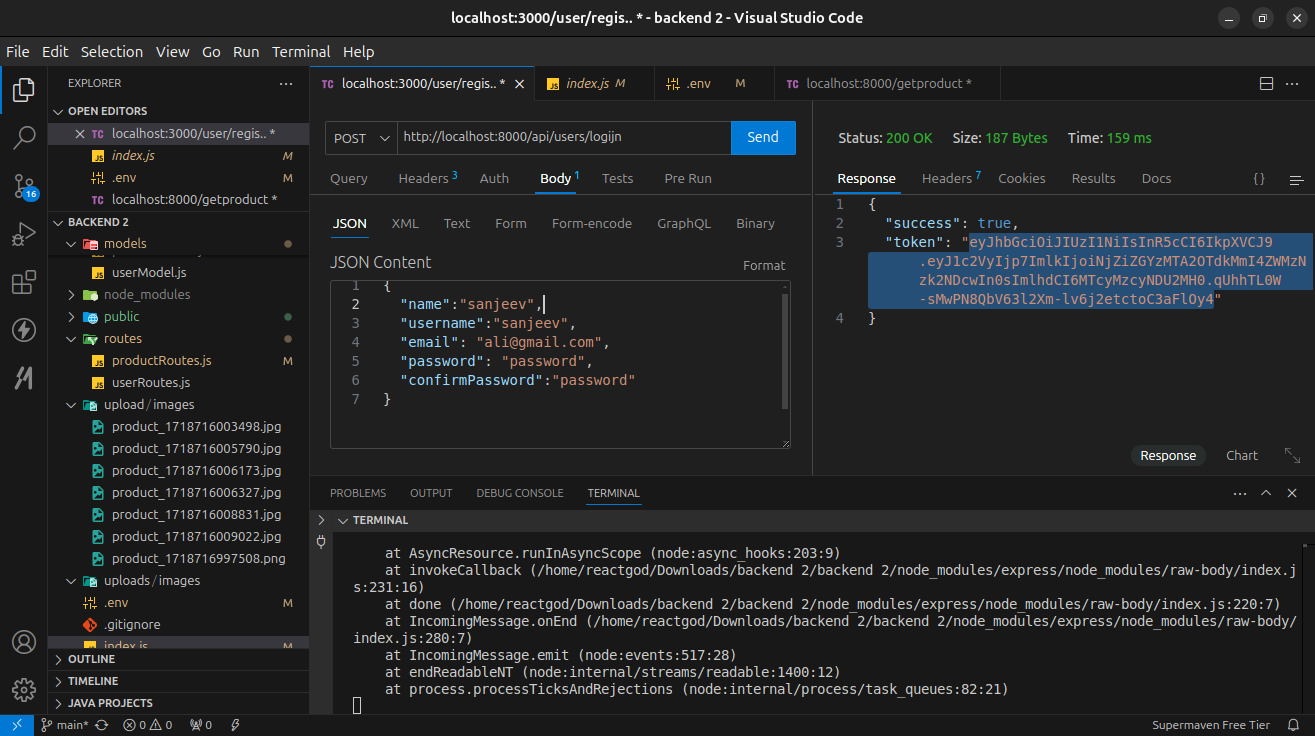 localhost:3000/user/regis.. * - backend 2 - Visual Studio Code
File Edit Selection View Go Run Terminal Help
EXPLORER
OPEN EDITORS
TC localhost:3000/user/regis.. *
JS index.js M
.env M
TC localhost:8000/getproduct *
BACKEND 2
models
JS userModel.js
node_modules
public
routes
JS productRoutes.js M
JS userRoutes.js
upload/images
product_1718716003498.jpg
product_1718716005790.jpg
product_1718716006173.jpg
product_1718716006327.jpg
product_1718716008831.jpg
product_1718716009022.jpg
product_1718716997508.png
uploads/images
.env M
.gitignore
index.js M
OUTLINE
TIMELINE
JAVA PROJECTS
16
TC localhost:3000/user/regis.. * JS index.js M .env M TC localhost:8000/getproduct *
POST http://localhost:8000/api/users/logijn Send
Query Headers 3 Auth Body 1 Tests Pre Run
JSON XML Text Form Form-encode GraphQL Binary
JSON Content Format
1 {
2 "name":"sanjeev",
3 "username":"sanjeev",
4 "email": "ali@gmail.com",
5 "password": "password",
6 "confirmPassword":"password"
7 }
Status: 200 OK Size: 187 Bytes Time: 159 ms
Response Headers 7 Cookies Results Docs {}
1 {
2 "success": true,
3 "token": "eyJhbGciOiJIUzI1NiIsInR5cCI6IkpXVCJ9
.eyJ1c2VyIjp7ImlkIjoiNjZiZGYzMTA2OTdkMmI4ZWMzN
zk2NDcwIn0sImlhdCI6MTcyMzcyNDU2MH0.qUhhTL0W
-sMwPN8QbV63l2Xm-lv6j2etctoC3aFlOy4"
4 }
Response Chart
PROBLEMS OUTPUT DEBUG CONSOLE TERMINAL
TERMINAL
at AsyncResource.runInAsyncScope (node:async_hooks:203:9)
at invokeCallback (/home/reactgod/Downloads/backend 2/backend 2/node_modules/express/node_modules/raw-body/index.j
s:231:16)
at done (/home/reactgod/Downloads/backend 2/backend 2/node_modules/express/node_modules/raw-body/index.js:220:7)
at IncomingMessage.onEnd (/home/reactgod/Downloads/backend 2/backend 2/node_modules/express/node_modules/raw-body/
index.js:280:7)
at IncomingMessage.emit (node:events:517:28)
at endReadableNT (node:internal/streams/readable:1400:12)
at process.processTicksAndRejections (node:internal/process/task_queues:82:21)
main* 0 0 0 Supermaven Free Tier